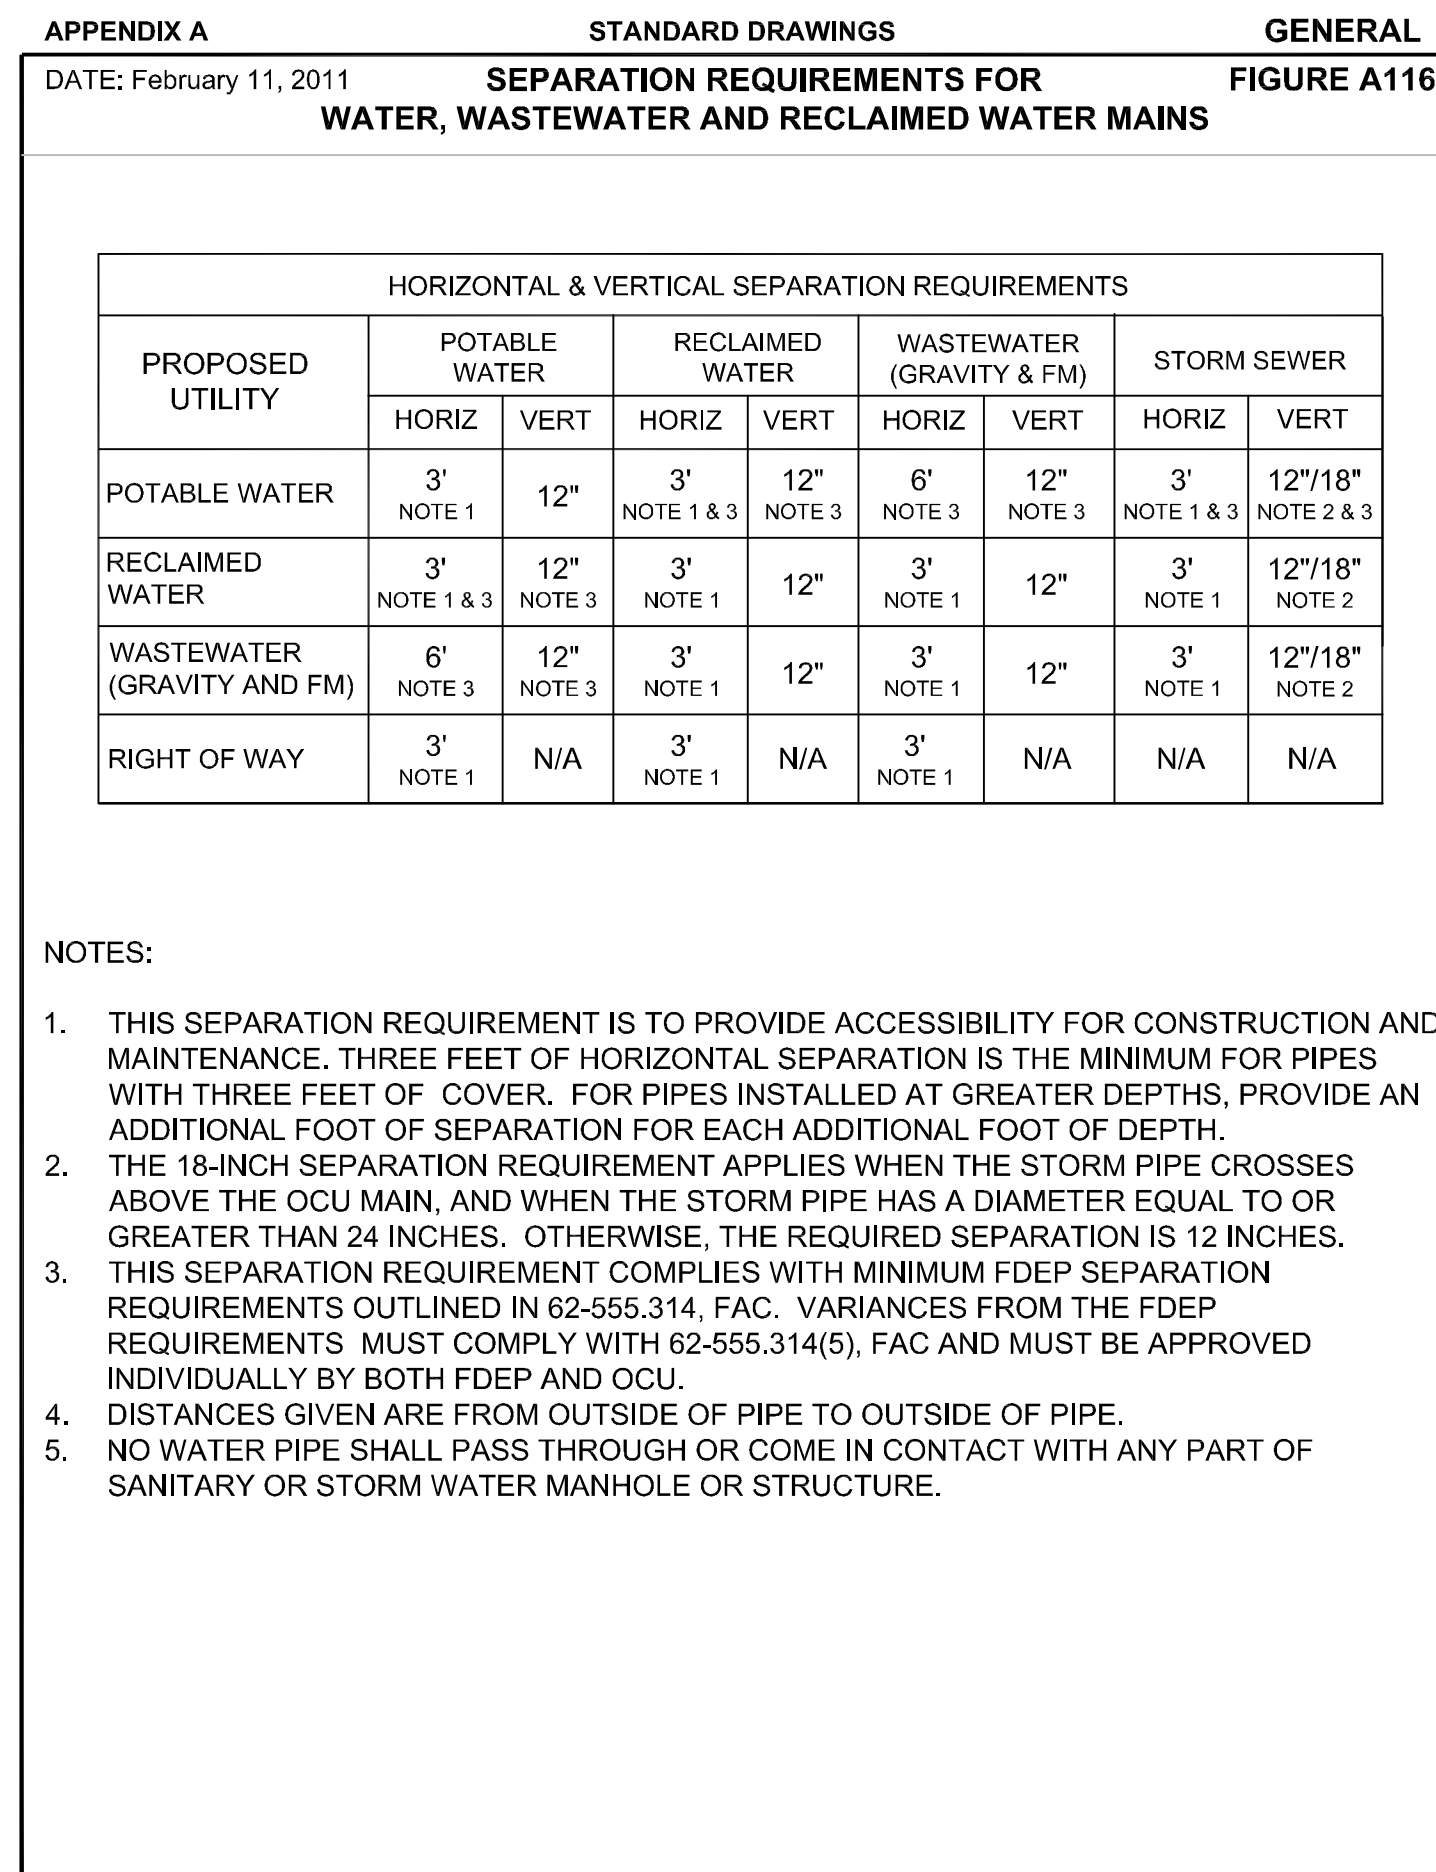 APPENDIX A STANDARD DRAWINGS GENERAL
DATE: February 11, 2011 SEPARATION REQUIREMENTS FOR FIGURE A116
WATER, WASTEWATER AND RECLAIMED WATER MAINS
HORIZONTAL & VERTICAL SEPARATION REQUIREMENTS
PROPOSED
UTILITY
POTABLE
WATER
RECLAIMED
WATER
WASTEWATER
(GRAVITY & FM)
STORM SEWER
HORIZ VERT HORIZ VERT HORIZ VERT HORIZ VERT
POTABLE WATER 3' 12" 3' 12" 6' 12" 3' 12"/18"
NOTE 1 NOTE 1 & 3 NOTE 3 NOTE 3 NOTE 3 NOTE 1 & 3 NOTE 2 & 3
RECLAIMED
WATER
3' 12" 3' 12" 3' 12" 3' 12"/18"
NOTE 1 & 3 NOTE 3 NOTE 1 NOTE 1 NOTE 1 NOTE 2
WASTEWATER
(GRAVITY AND FM)
6' 12" 3' 12" 3' 12" 3' 12"/18"
NOTE 3 NOTE 3 NOTE 1 NOTE 1 NOTE 1 NOTE 2
RIGHT OF WAY 3' N/A 3' N/A 3' N/A N/A N/A
NOTE 1 NOTE 1 NOTE 1
NOTES:
1. THIS SEPARATION REQUIREMENT IS TO PROVIDE ACCESSIBILITY FOR CONSTRUCTION AND
MAINTENANCE. THREE FEET OF HORIZONTAL SEPARATION IS THE MINIMUM FOR PIPES
WITH THREE FEET OF COVER. FOR PIPES INSTALLED AT GREATER DEPTHS, PROVIDE AN
ADDITIONAL FOOT OF SEPARATION FOR EACH ADDITIONAL FOOT OF DEPTH.
2. THE 18-INCH SEPARATION REQUIREMENT APPLIES WHEN THE STORM PIPE CROSSES
ABOVE THE OCU MAIN, AND WHEN THE STORM PIPE HAS A DIAMETER EQUAL TO OR
GREATER THAN 24 INCHES. OTHERWISE, THE REQUIRED SEPARATION IS 12 INCHES.
3. THIS SEPARATION REQUIREMENT COMPLIES WITH MINIMUM FDEP SEPARATION
REQUIREMENTS OUTLINED IN 62-555.314, FAC. VARIANCES FROM THE FDEP
REQUIREMENTS MUST COMPLY WITH 62-555.314(5), FAC AND MUST BE APPROVED
INDIVIDUALLY BY BOTH FDEP AND OCU.
4. DISTANCES GIVEN ARE FROM OUTSIDE OF PIPE TO OUTSIDE OF PIPE.
5. NO WATER PIPE SHALL PASS THROUGH OR COME IN CONTACT WITH ANY PART OF
SANITARY OR STORM WATER MANHOLE OR STRUCTURE.